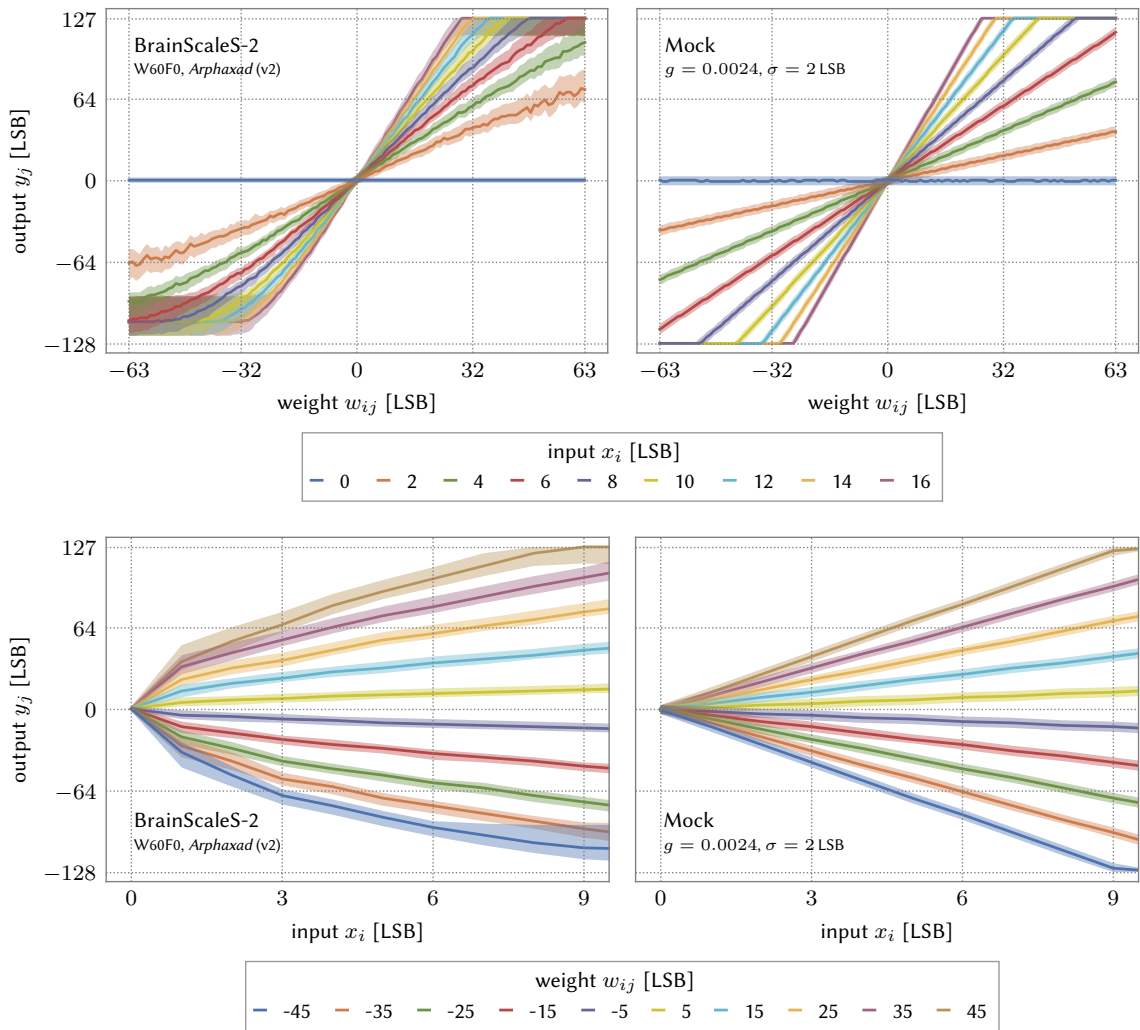 127
64
0
−64
−128
output y_j [LSB]
BrainScaleS-2
W60F0, Arphaxad (v2)
−63 −32 0 32 63
weight w_ij [LSB]
Mock
g = 0.0024, σ = 2 LSB
−63 −32 0 32 63
weight w_ij [LSB]
input x_i [LSB]
0 2 4 6 8 10 12 14 16
127
64
0
−64
−128
output y_j [LSB]
BrainScaleS-2
W60F0, Arphaxad (v2)
0 3 6 9
input x_i [LSB]
Mock
g = 0.0024, σ = 2 LSB
0 3 6 9
input x_i [LSB]
weight w_ij [LSB]
-45 -35 -25 -15 -5 5 15 25 35 45